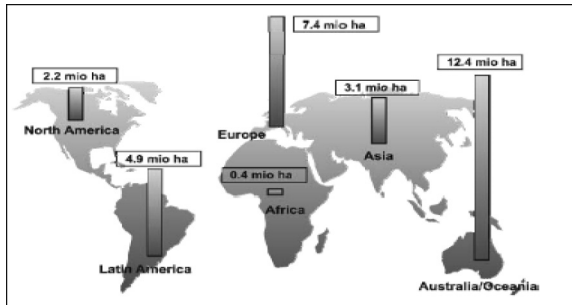 7.4 mio ha
2.2 mio ha
3.1 mio ha
12.4 mio ha
North America
Europe
4.9 mio ha
Asia
0.4 mio ha
Africa
Latin America
Australia/Oceania